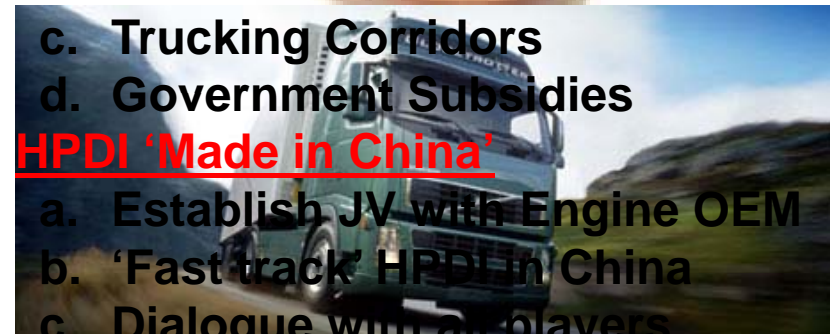 c. Trucking Corridors
d. Government Subsidies
HPDI ‘Made in China’
a. Establish JV with Engine OEM
b. ‘Fast track’ HPDI in China
c. Dialogue with all players